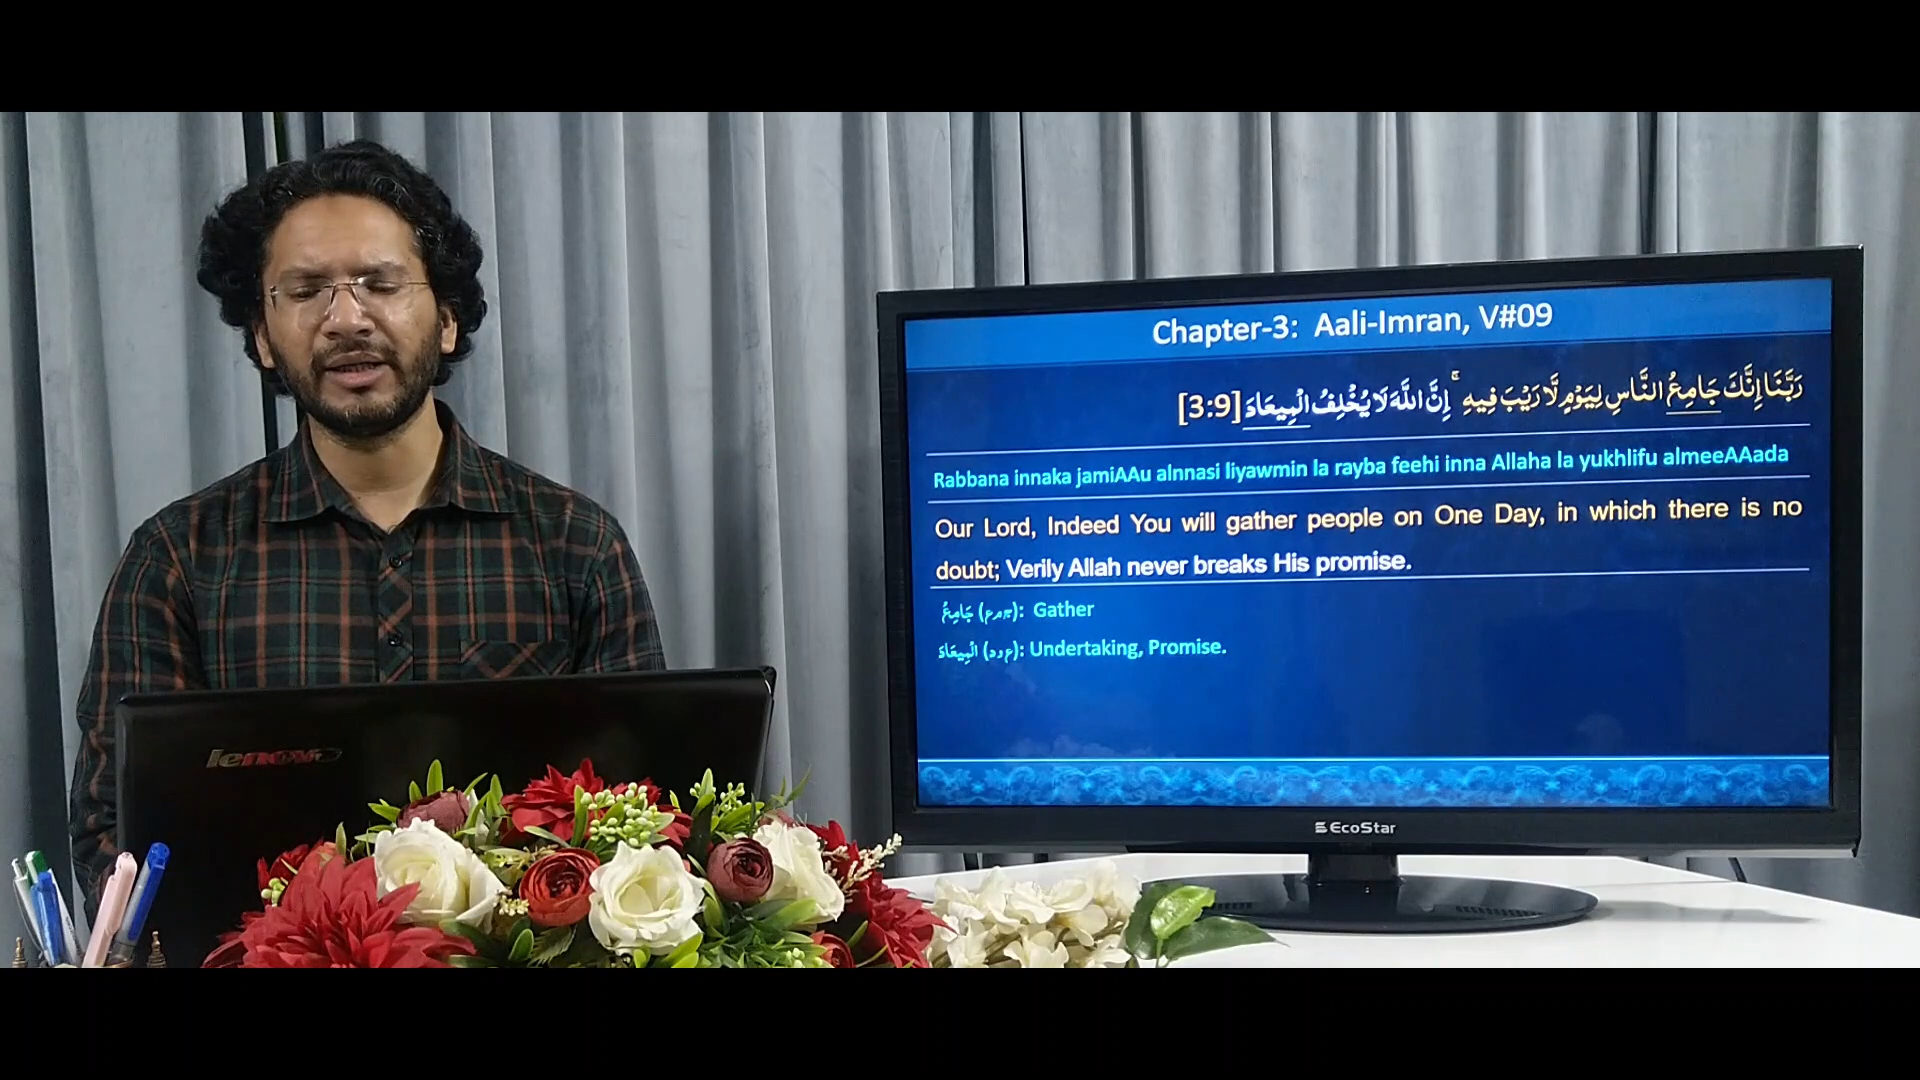 Chapter-3: Aali-Imran, V#09
رَبَّنَا إِنَّكَ جَامِعُ النَّاسِ لِيَوْمٍ لَّا رَيْبَ فِيهِ ۚ إِنَّ اللَّهَ لَا يُخْلِفُ الْمِيعَادَ [3:9]
Rabbana innaka jamiAAu alnnasi liyawmin la rayba feehi inna Allaha la yukhlifu almeeAAada
Our Lord, Indeed You will gather people on One Day, in which there is no
doubt; Verily Allah never breaks His promise.
جَامِعُ (ج م ع): Gather
الْمِيعَادَ (و ع د): Undertaking, Promise.
EcoStar
lenovo